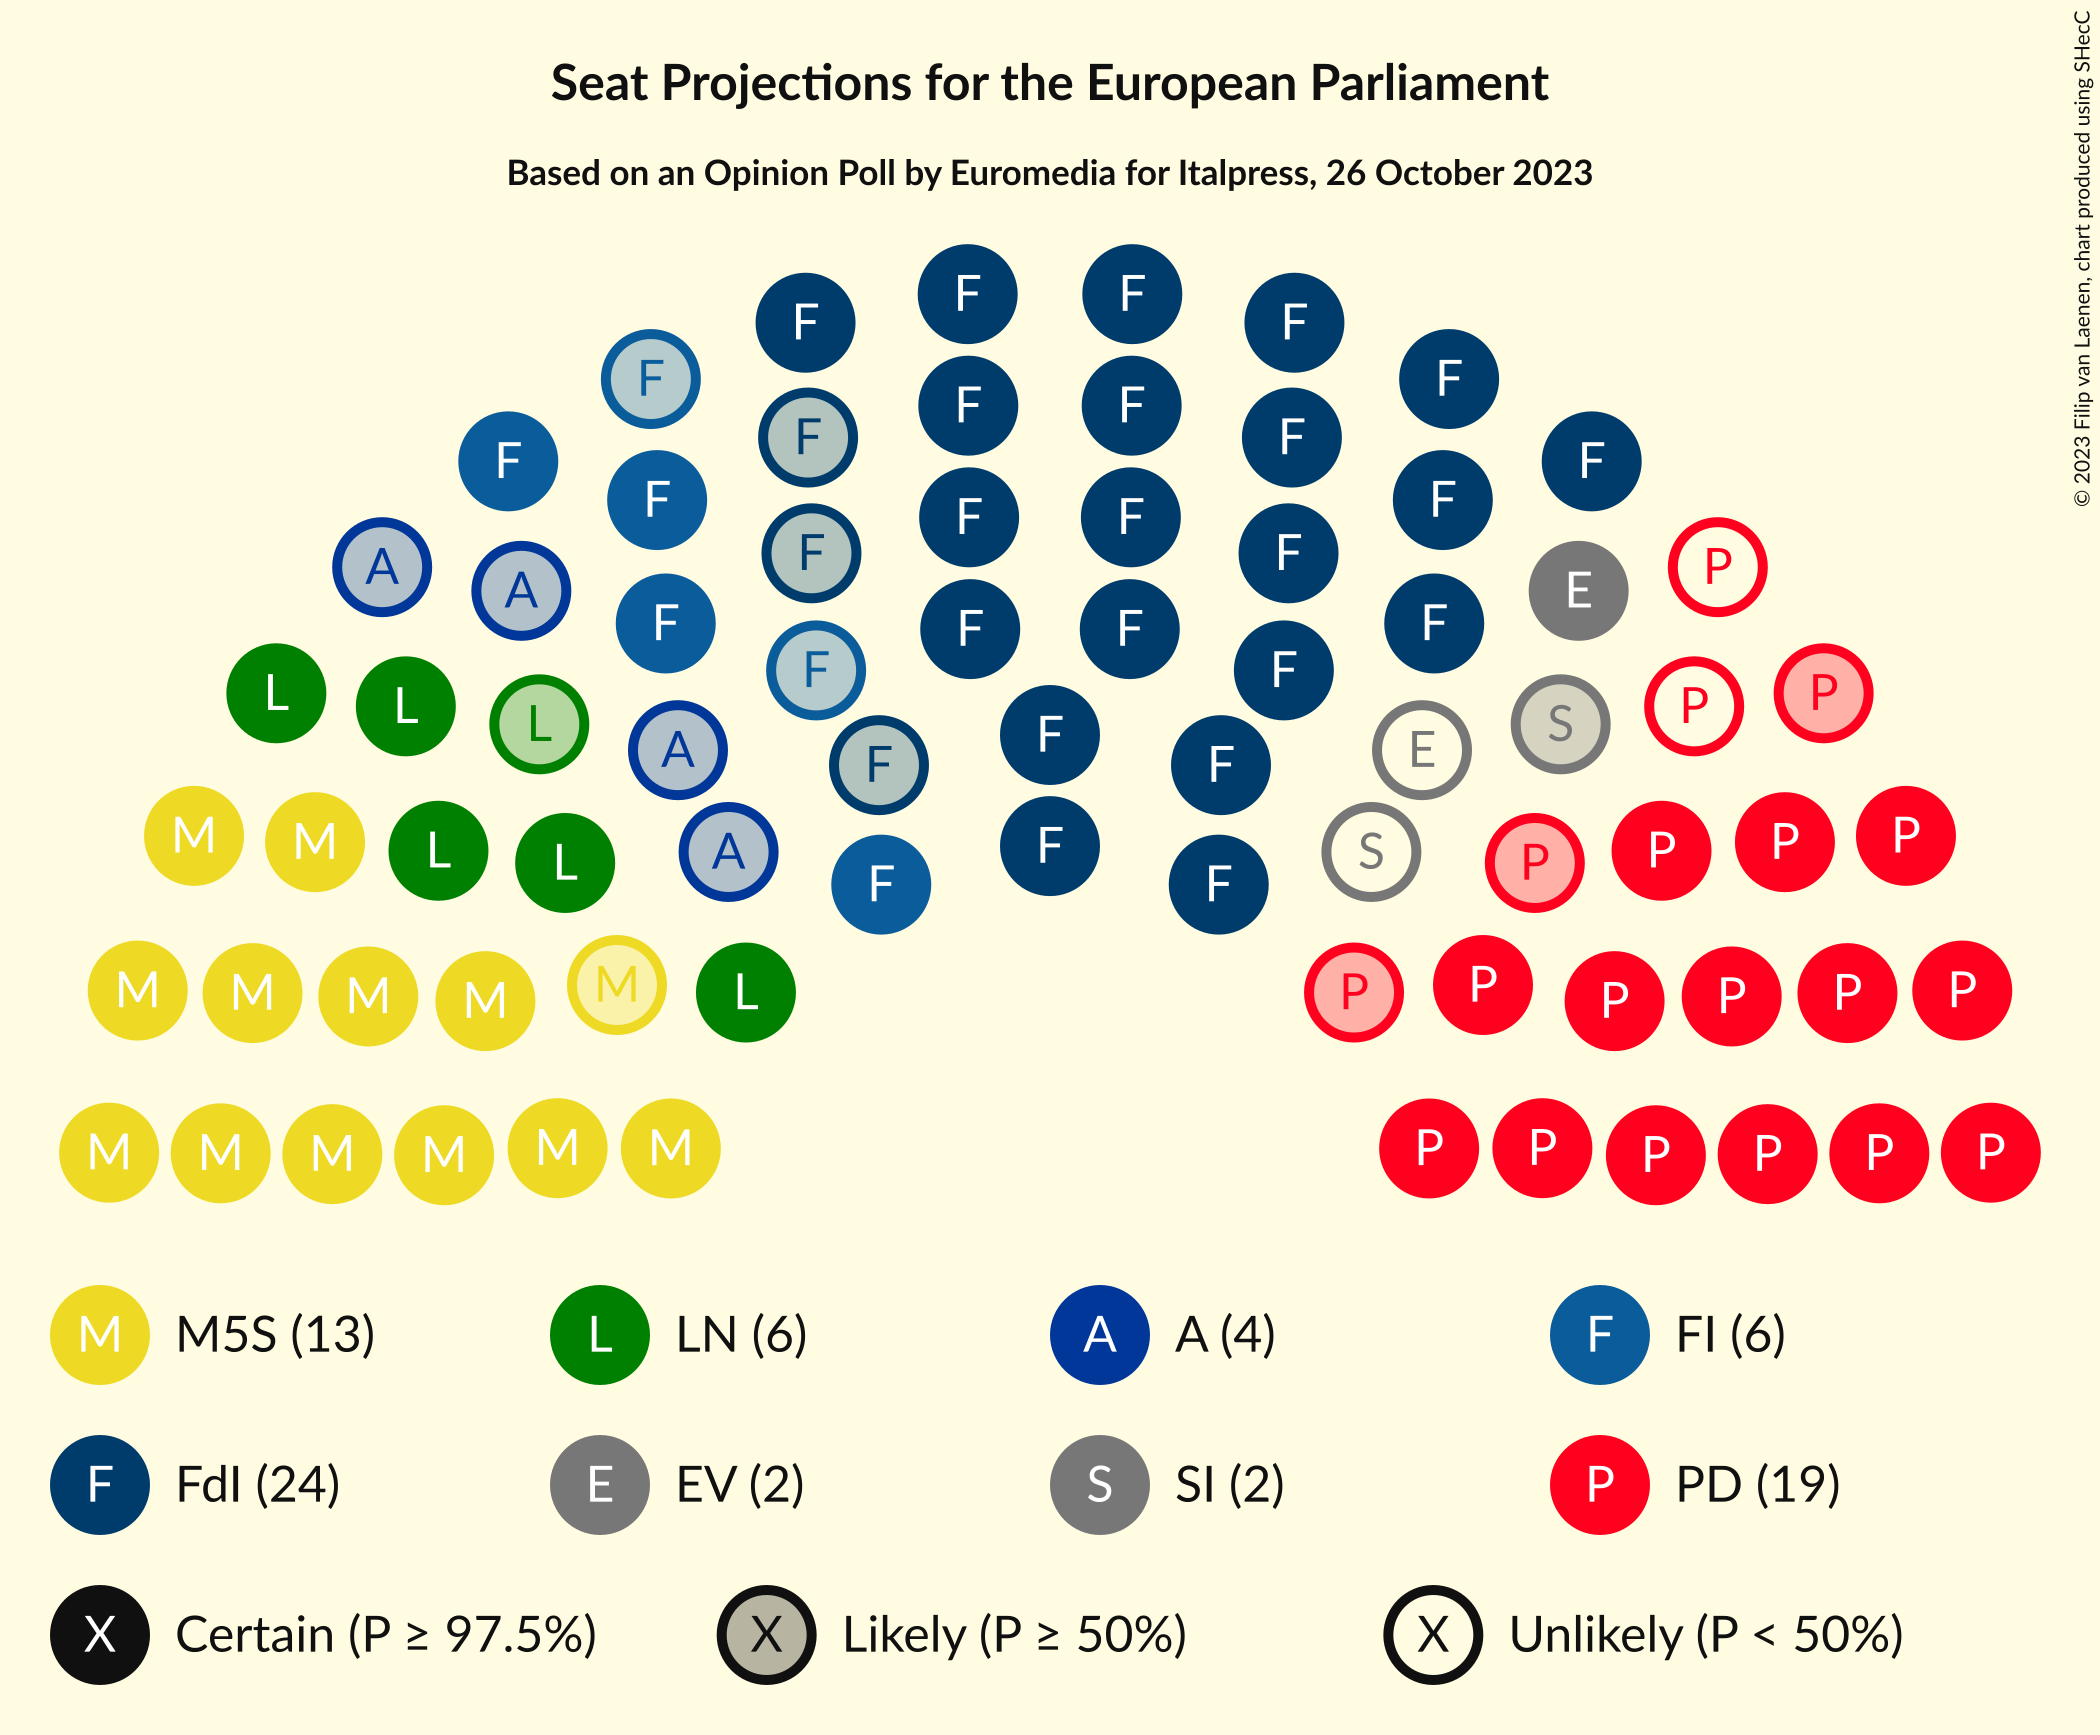 Seat Projections for the European Parliament
Based on an Opinion Poll by Euromedia for Italpress, 26 October 2023
© 2023 Filip van Laenen, chart produced using SHecC
F F
F F
F F F F
F F
F F
F F
F F F F
A P
F F
A E
F F
F F
F F
L P
L P
L S
F
A E
F F
M P
M P
L P
A S
F
L P
F F
M P
M P
M P
M P
M P
L P
M M M M M M P P P P P P
M M5S (13) L LN (6) A A (4) F FI (6)
F FdI (24) E EV (2) S SI (2) P PD (19)
X Certain (P ≥ 97.5%) X Likely (P ≥ 50%) X Unlikely (P < 50%)